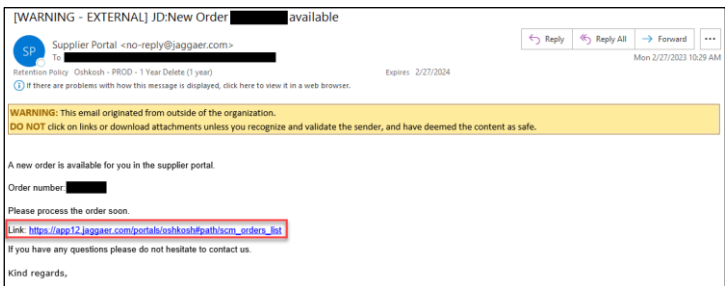 [WARNING - EXTERNAL] JD:New Order available
SP
Supplier Portal <no-reply@jaggaer.com>
To
Reply
Reply All
Forward
Mon 2/27/2023 10:29 AM
Retention Policy Oshkosh - PROD - 1 Year Delete (1 year) Expires 2/27/2024
If there are problems with how this message is displayed, click here to view it in a web browser.
WARNING: This email originated from outside of the organization.
DO NOT click on links or download attachments unless you recognize and validate the sender, and have deemed the content as safe.
A new order is available for you in the supplier portal.
Order number:
Please process the order soon.
Link: https://app12.jaggaer.com/portals/oshkosh#path/scm_orders_list
If you have any questions please do not hesitate to contact us.
Kind regards,